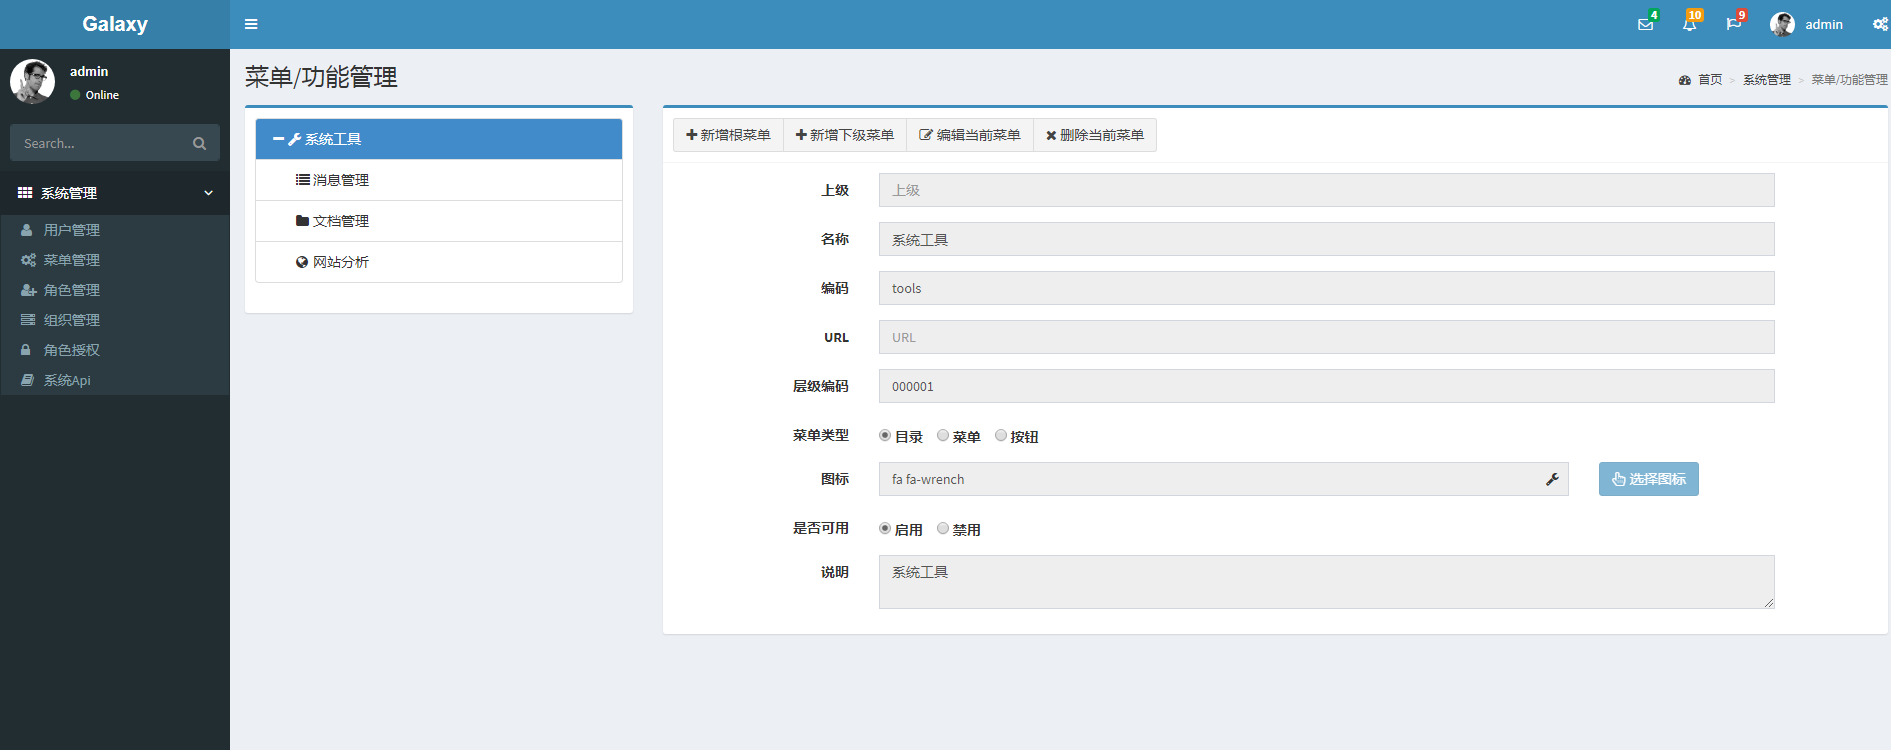 Galaxy
4
10
9
admin
admin
Online
Search...
系统管理
用户管理
菜单管理
角色管理
组织管理
角色授权
系统Api
菜单/功能管理
首页 > 系统管理 > 菜单/功能管理
系统工具
消息管理
文档管理
网站分析
新增根菜单 新增下级菜单 编辑当前菜单 删除当前菜单
上级 上级
名称 系统工具
编码 tools
URL URL
层级编码 000001
菜单类型 目录 菜单 按钮
图标 fa fa-wrench 选择图标
是否可用 启用 禁用
说明 系统工具